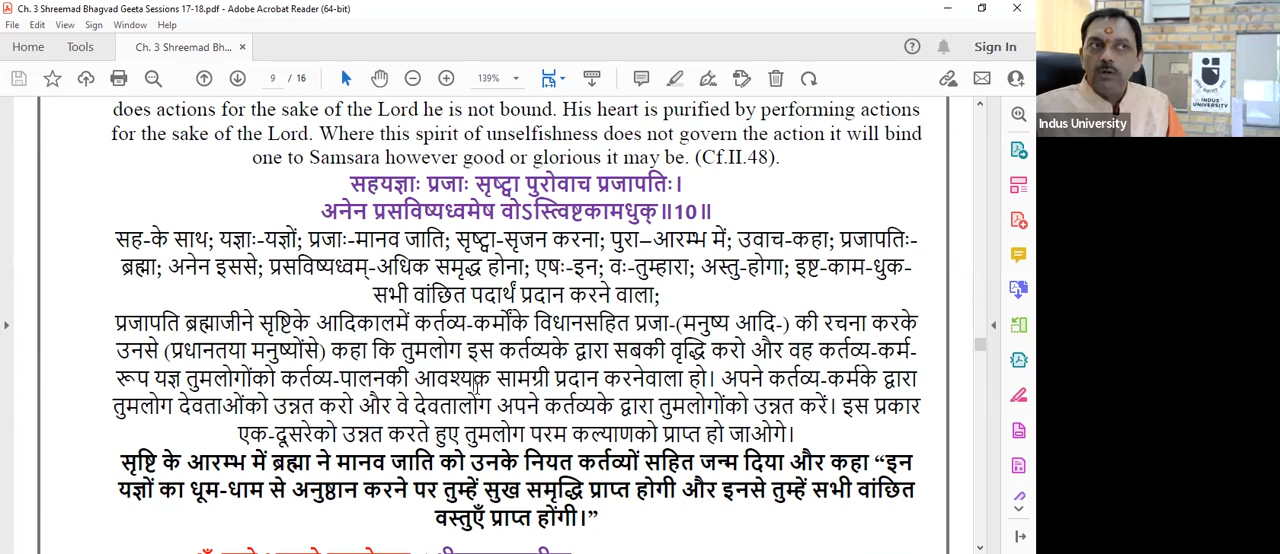 Ch. 3 Shreemad Bhagvad Geeta Sessions 17-18.pdf - Adobe Acrobat Reader (64-bit)
File Edit View Sign Window Help
Home Tools Ch. 3 Shreemad Bh... Sign In
9 / 16 139%
does actions for the sake of the Lord he is not bund. His heart is purified by performing actions
for the sake of the Lord. Where this spirit of unselfishness does not govern the action it will bind
one to Samsara however good or glorious it may be. (Cf.II.48).
सहयज्ञाः प्रजाः सृष्ट्वा पुरोवाच प्रजापतिः।
अनेन प्रसविष्यध्वमेष वोऽस्त्विष्टकामधुक्॥10॥
सह-के साथ; यज्ञाः-यज्ञों; प्रजाः-मानव जाति; सृष्ट्वा-सृजन करना; पुरा–आरम्भ में; उवाच-कहा; प्रजापतिः-
ब्रह्मा; अनेन इससे; प्रसविष्यध्वम्-अधिक समृद्ध होना; एषः-इन; वः-तुम्हारा; अस्तु-होगा; इष्ट-काम-धुक-
सभी वांछित पदार्थं प्रदान करने वाला;
प्रजापति ब्रह्माजीने सृष्टिके आदिकालमें कर्तव्य-कर्मोंके विधानसहित प्रजा-(मनुष्य आदि-) की रचना करके
उनसे (प्रधानतया मनुष्योंसे) कहा कि तुमलोग इस कर्तव्यके द्वारा सबकी वृद्धि करो और वह कर्तव्य-कर्म-
रूप यज्ञ तुमलोगोंको कर्तव्य-पालनकी आवश्यक सामग्री प्रदान करनेवाला हो। अपने कर्तव्य-कर्मके द्वारा
तुमलोग देवताओंको उन्नत करो और वे देवतालोग अपने कर्तव्यके द्वारा तुमलोगोंको उन्नत करें। इस प्रकार
एक-दूसरेको उन्नत करते हुए तुमलोग परम कल्याणको प्राप्त हो जाओगे।
सृष्टि के आरम्भ में ब्रह्मा ने मानव जाति को उनके नियत कर्तव्यों सहित जन्म दिया और कहा “इन
यज्ञों का धूम-धाम से अनुष्ठान करने पर तुम्हें सुख समृद्धि प्राप्त होगी और इनसे तुम्हें सभी वांछित
वस्तुएँ प्राप्त होंगी।”
INDUS
UNIVERSITY
Indus University